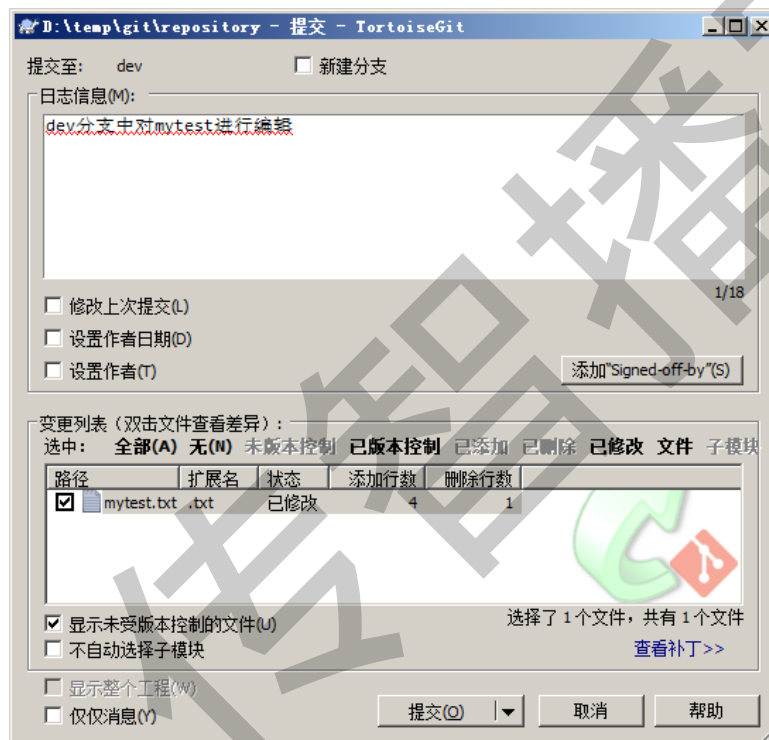 D:\temp\git\repository - 提交 - TortoiseGit
提交至: dev 新建分支
日志信息(M):
dev分支中对mytest进行编辑
1/18
修改上次提交(L)
设置作者日期(D)
设置作者(T) 添加"Signed-off-by"(S)
变更列表（双击文件查看差异）:
选中: 全部(A) 无(N) 未版本控制 已版本控制 已添加 已删除 已修改 文件 子模块
路径 扩展名 状态 添加行数 删除行数
mytest.txt .txt 已修改 4 1
显示未受版本控制的文件(U) 选择了1个文件，共有1个文件
不自动选择子模块 查看补丁>>
显示整个工程(W)
仅仅消息(Y) 提交(O) 取消 帮助
传智播